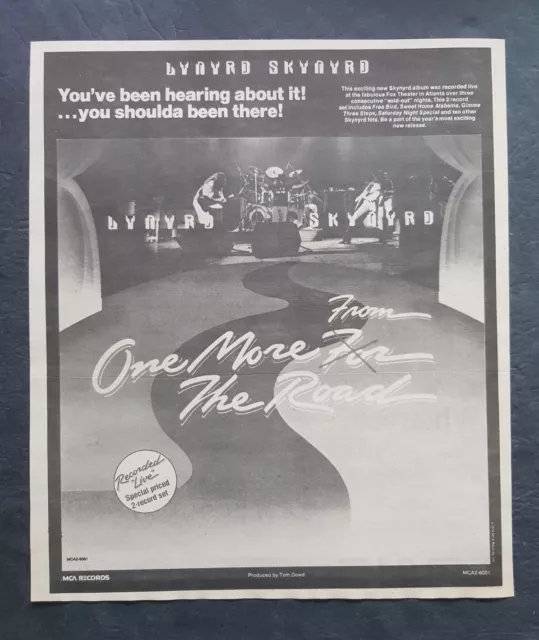 LYNYRD SKYNYRD
You've been hearing about it!
...you shoulda been there!
This exciting new Skynyrd album was recorded live
at the fabulous Fox Theater in Atlanta over three
consecutive "sold-out" nights. This 2 record
set includes Free Bird, Sweet Home Alabama, Gimme
Three Steps, Saturday Night Special and ten other
Skynyrd hits. Be a part of the year's most exciting
new release.
LYNYRD SKYNYRD
From
One More For
The Road
Recorded
"Live"
Special priced
2-record set
MCA2-6001
MCA RECORDS
Produced by Tom Dowd
MCA2-6001